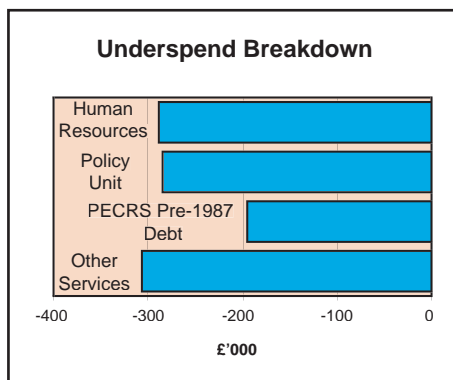 Underspend Breakdown
Human
Resources
Policy
Unit
PECRS Pre-1987
Debt
Other
Services
-400 -300 -200 -100 0
£'000